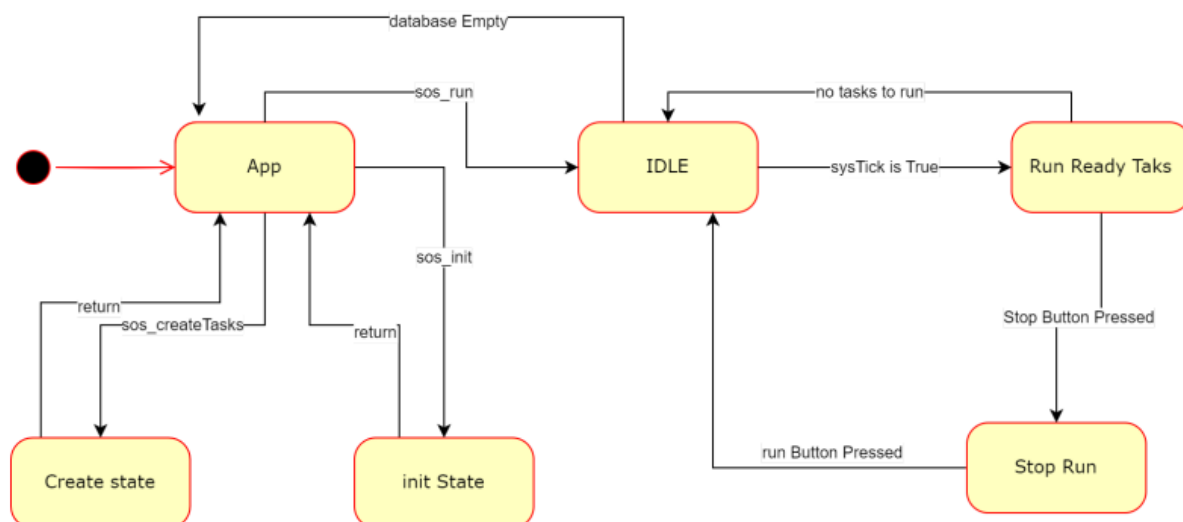 database Empty
sos_run
no tasks to run
App
IDLE
sysTick is True
Run Ready Taks
sos_init
return
sos_createTasks
return
Stop Button Pressed
run Button Pressed
Create state
init State
Stop Run